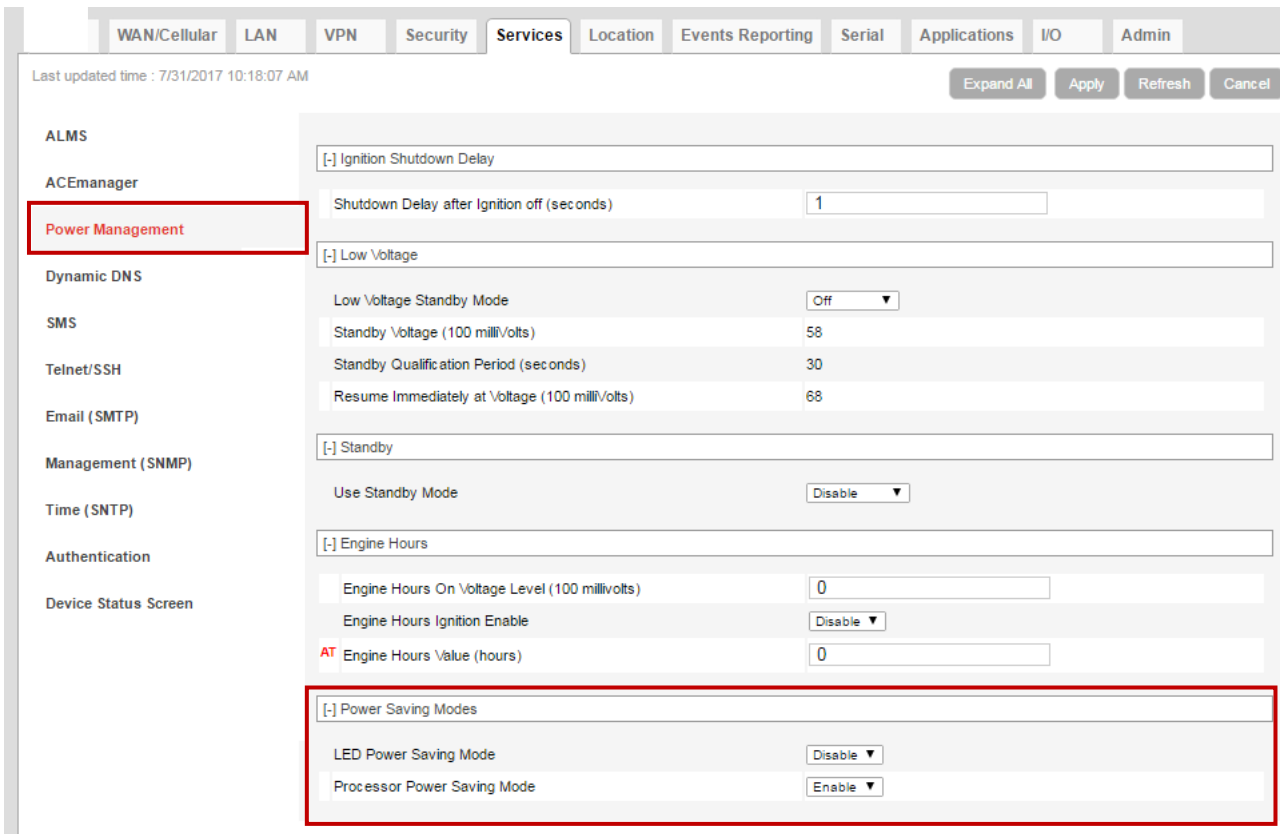 WAN/Cellular LAN VPN Security Services Location Events Reporting Serial Applications I/O Admin
Last updated time : 7/31/2017 10:18:07 AM
Expand All Apply Refresh Cancel
ALMS
ACEmanager
Power Management
Dynamic DNS
SMS
Telnet/SSH
Email (SMTP)
Management (SNMP)
Time (SNTP)
Authentication
Device Status Screen
[-] Ignition Shutdown Delay
Shutdown Delay after Ignition off (seconds) 1
[-] Low Voltage
Low Voltage Standby Mode Off
Standby Voltage (100 milliVolts) 58
Standby Qualification Period (seconds) 30
Resume Immediately at Voltage (100 milliVolts) 68
[-] Standby
Use Standby Mode Disable
[-] Engine Hours
Engine Hours On Voltage Level (100 millivolts) 0
Engine Hours Ignition Enable Disable
AT Engine Hours Value (hours) 0
[-] Power Saving Modes
LED Power Saving Mode Disable
Processor Power Saving Mode Enable